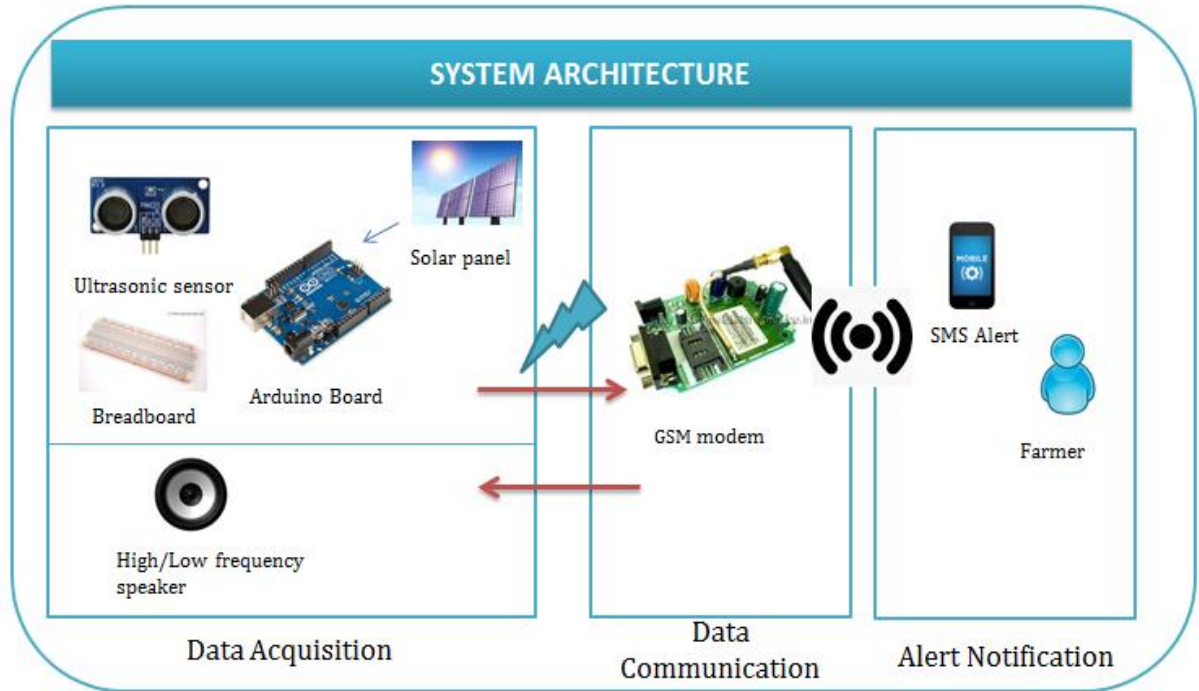 SYSTEM ARCHITECTURE
Ultrasonic sensor
Solar panel
Breadboard
Arduino Board
High/Low frequency
speaker
GSM modem
MOBILE
SMS Alert
Farmer
Data Acquisition
Data
Communication
Alert Notification